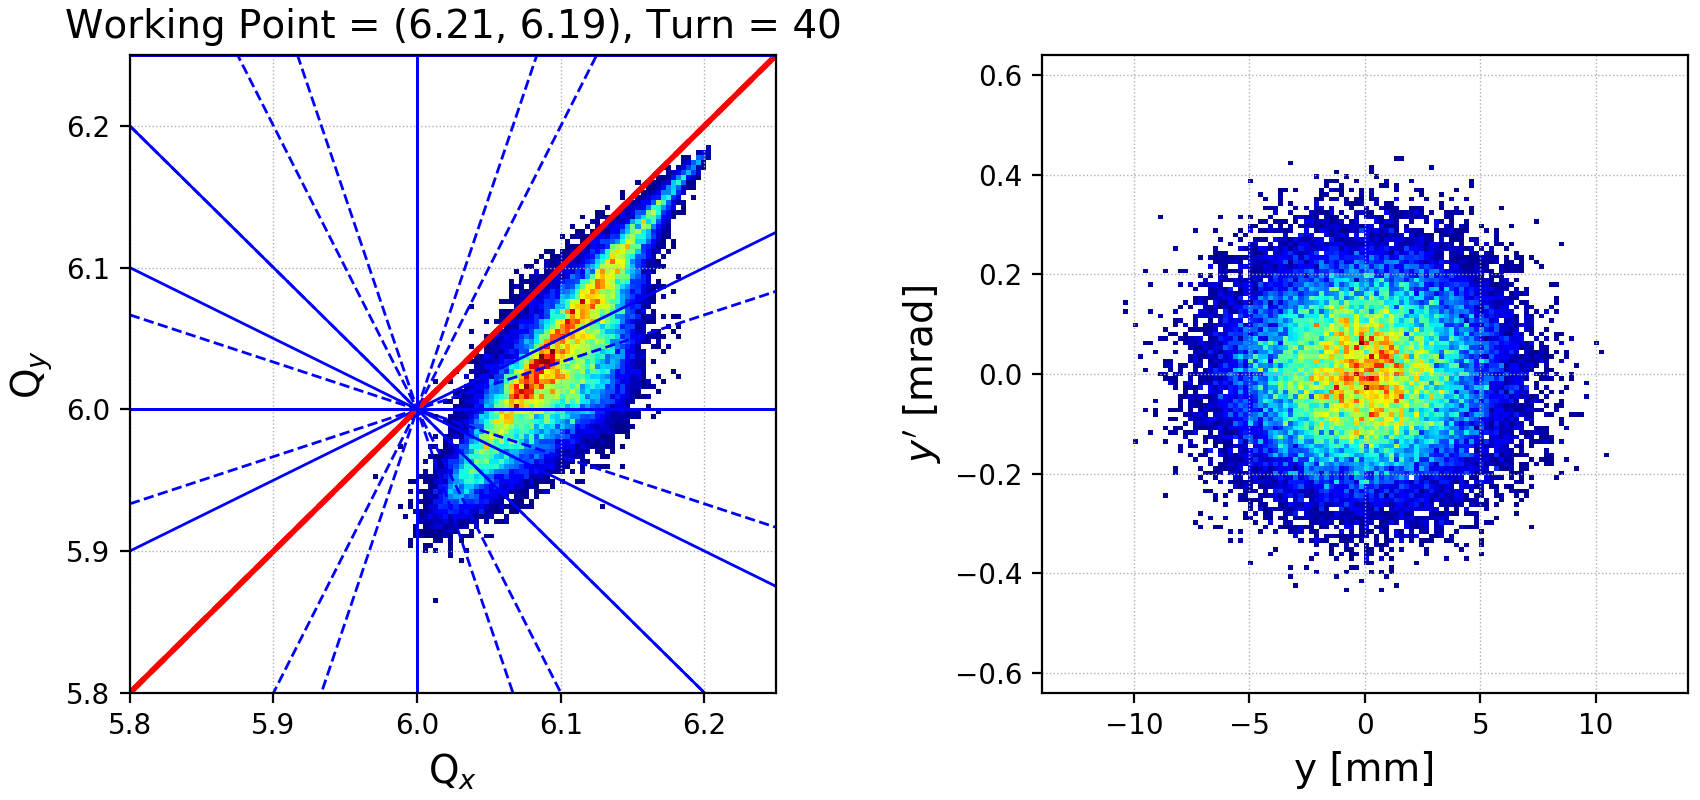 Working Point = (6.21, 6.19), Turn = 40
6.2
6.1
6.0
5.9
5.8
Q_y
5.8 5.9 6.0 6.1 6.2
Q_x
0.6
0.4
0.2
0.0
−0.2
−0.4
−0.6
y′ [mrad]
−10 −5 0 5 10
y [mm]